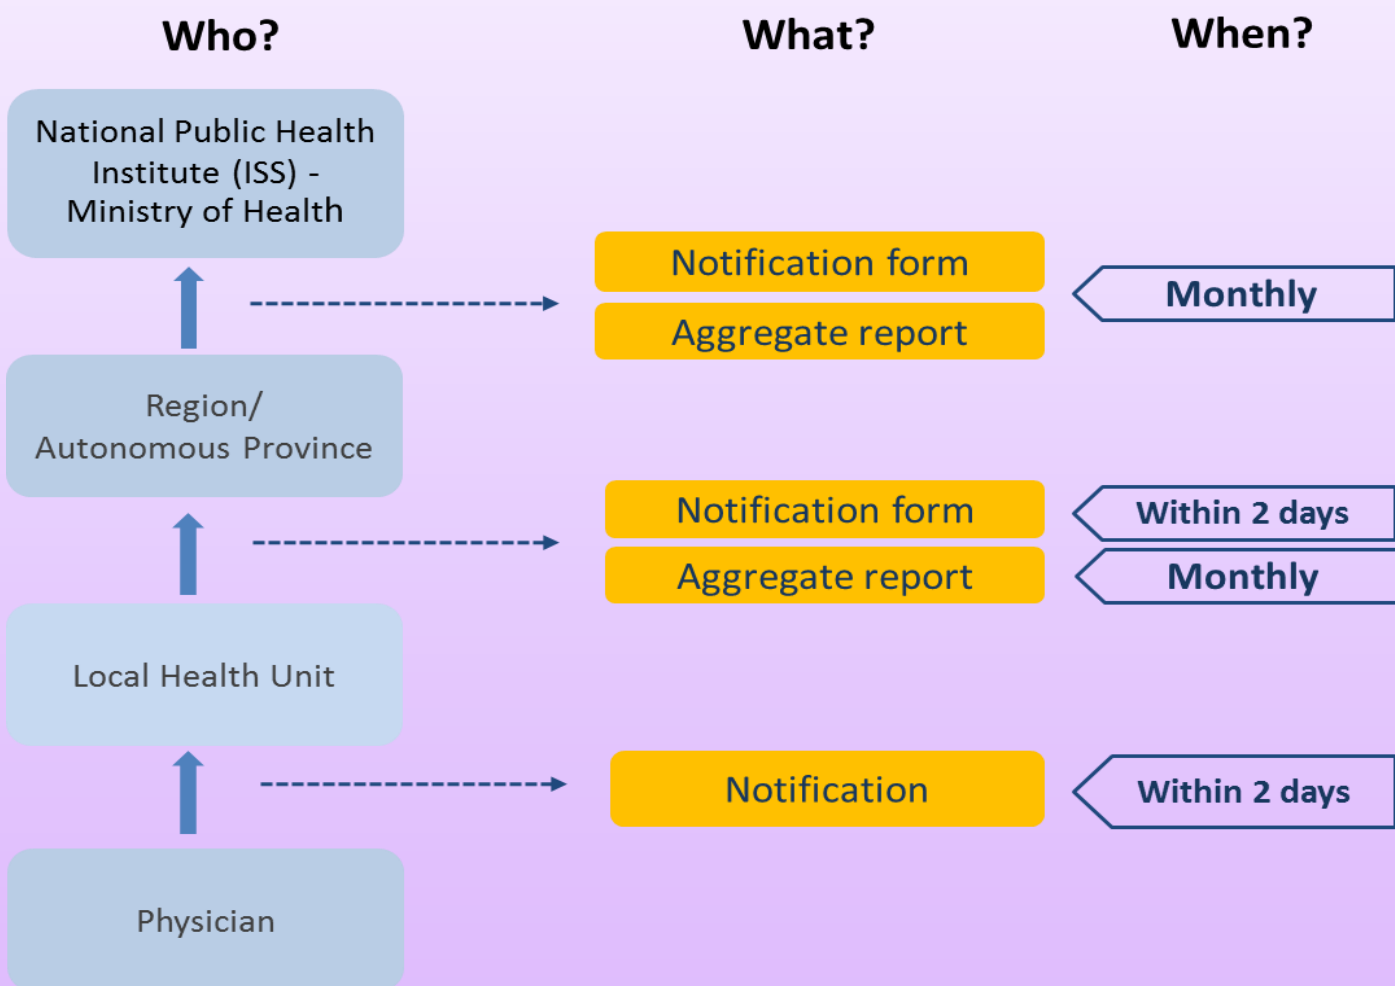 Who?
What?
When?
National Public Health
Institute (ISS) -
Ministry of Health
Notification form
Monthly
Aggregate report
Region/
Autonomous Province
Notification form
Within 2 days
Aggregate report
Monthly
Local Health Unit
Notification
Within 2 days
Physician